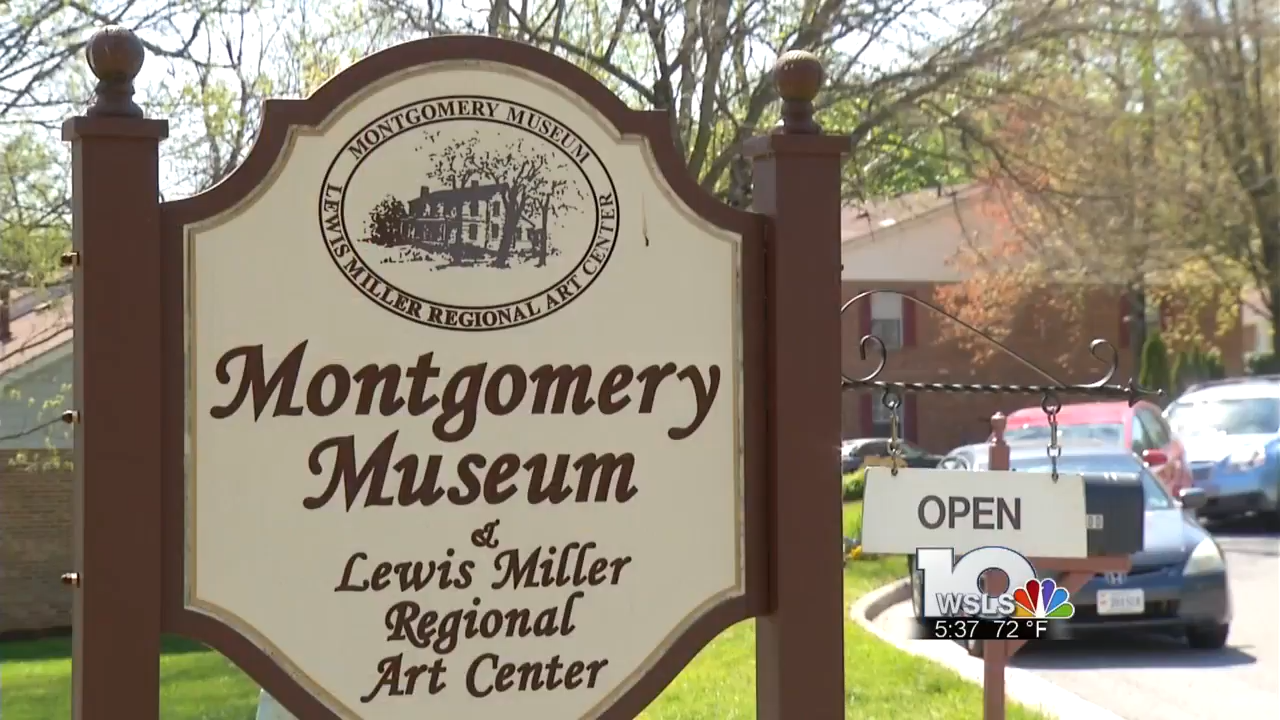 MONTGOMERY MUSEUM
LEWIS MILLER REGIONAL ART CENTER
Montgomery
Museum
&
Lewis Miller
Regional
Art Center
OPEN
10
WSLS
5:37 72 °F